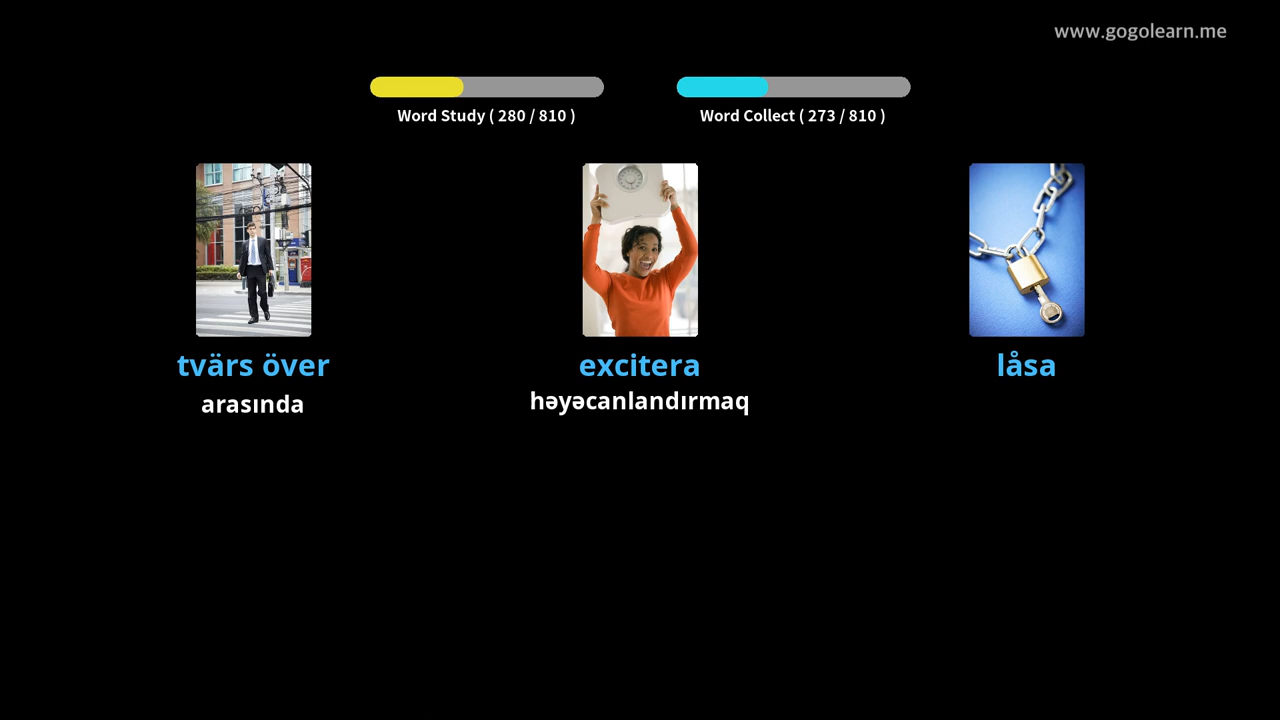 www.gogolearn.me
Word Study ( 280 / 810 )
Word Collect ( 273 / 810 )
tvärs över
excitera
låsa
arasında
həyəcanlandırmaq